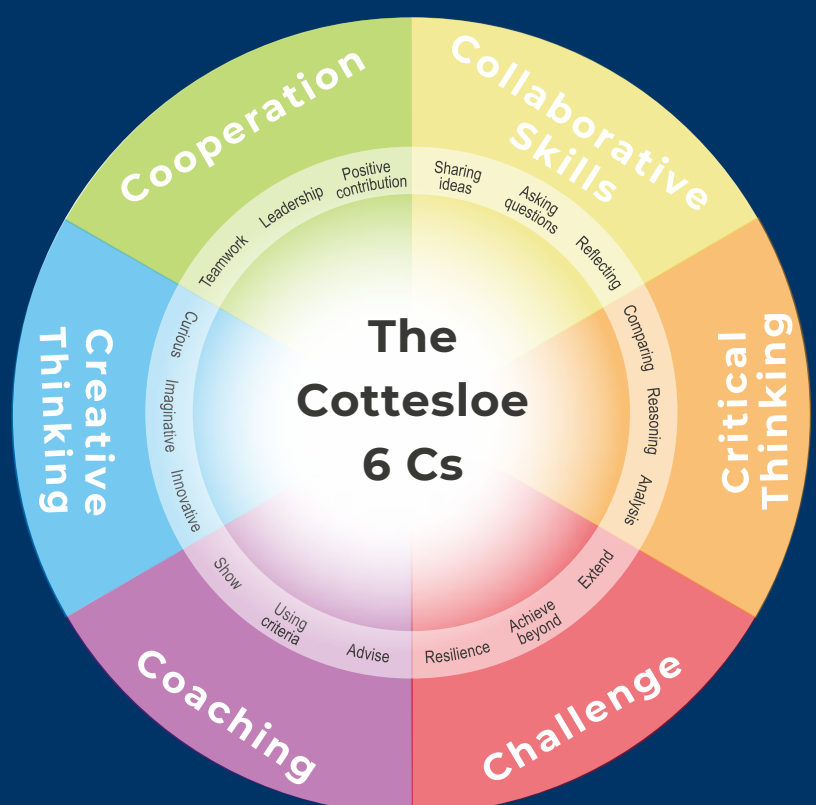 Cooperation
Positive
contribution
Leadership
Teamwork
Collaborative
Skills
Sharing
ideas
Asking
questions
Reflecting
Critical
Thinking
Comparing
Reasoning
Analysis
Challenge
Extend
Achieve
beyond
Resilience
Coaching
Advise
Using
criteria
Show
Creative
Thinking
Innovative
Imaginative
Curious
The
Cottesloe
6 Cs